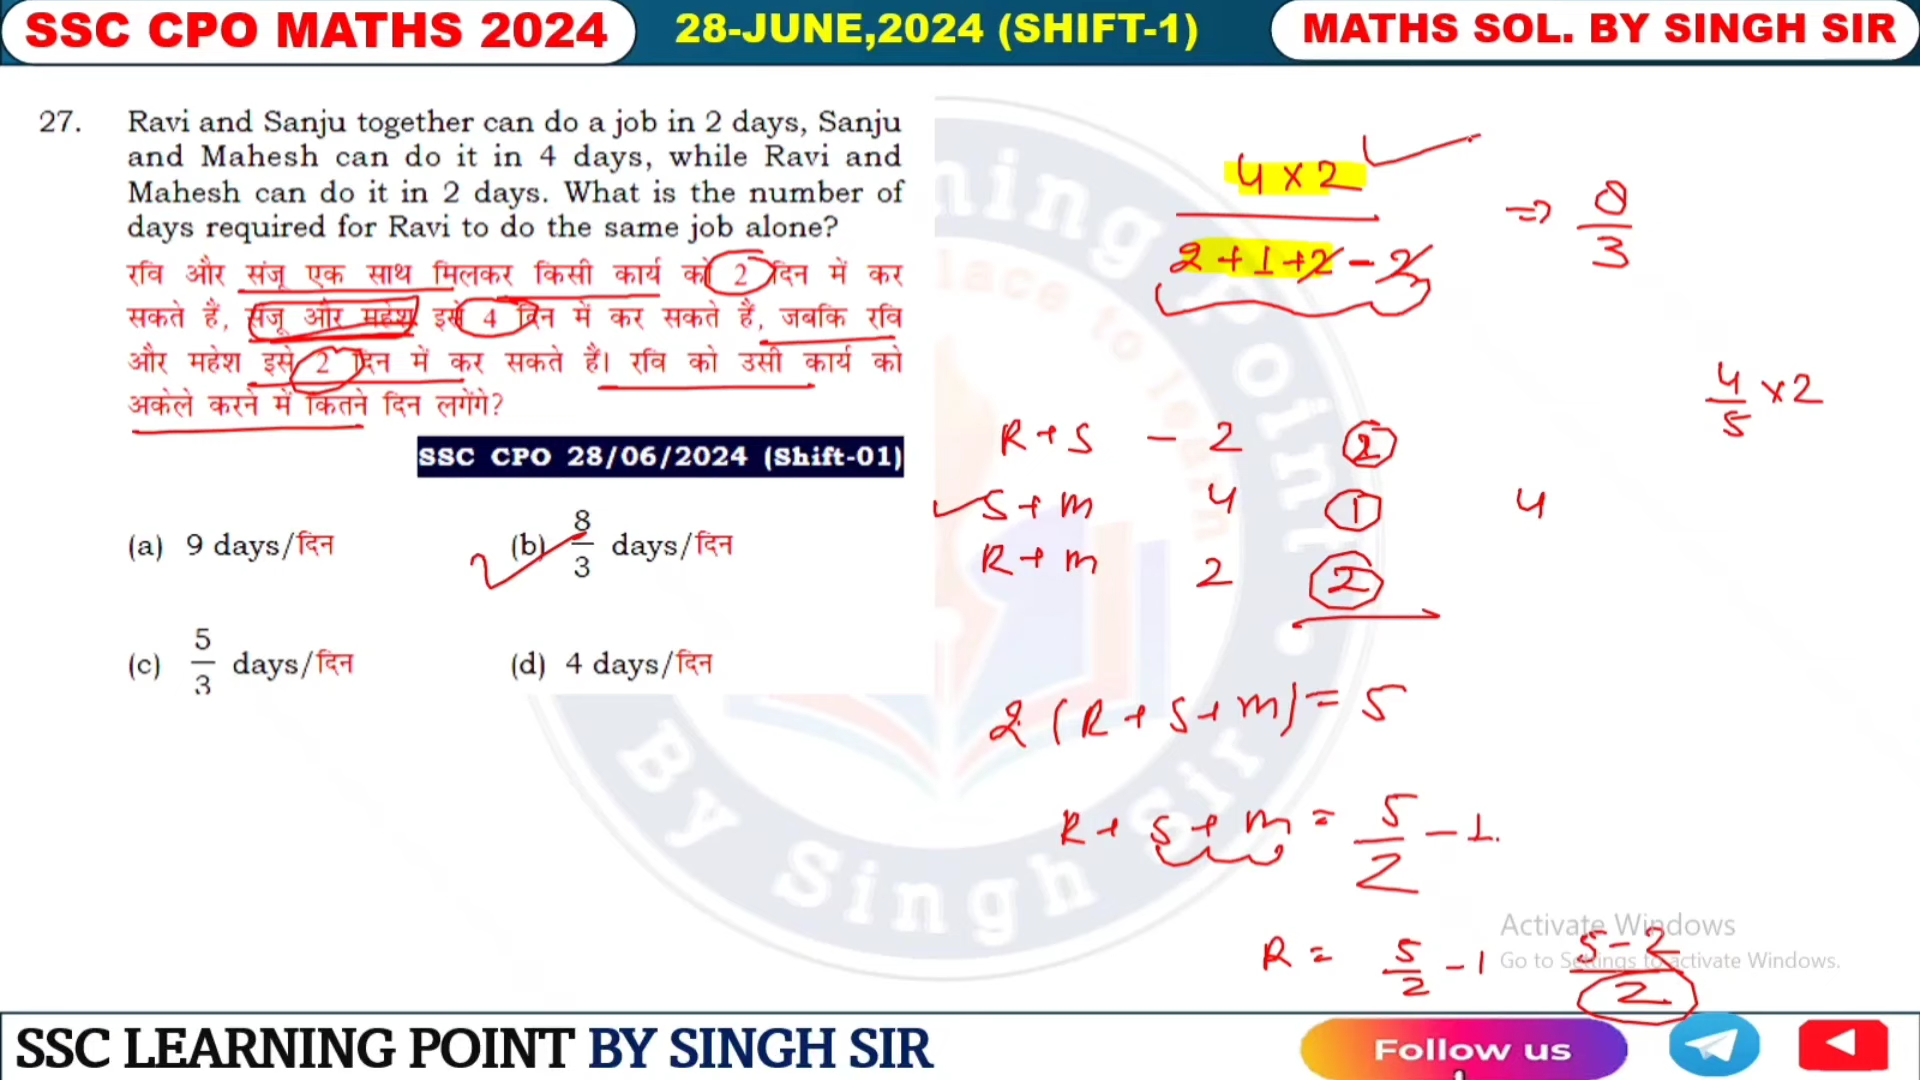 SSC CPO MATHS 2024
28-JUNE,2024 (SHIFT-1)
MATHS SOL. BY SINGH SIR
27. Ravi and Sanju together can do a job in 2 days, Sanju
and Mahesh can do it in 4 days, while Ravi and
Mahesh can do it in 2 days. What is the number of
days required for Ravi to do the same job alone?
रवि और संजू एक साथ मिलकर किसी कार्य को 2 दिन में कर
सकते हैं, संजू और महेश इसे 4 दिन में कर सकते हैं, जबकि रवि
और महेश इसे 2 दिन में कर सकते हैं। रवि को उसी कार्य को
अकेले करने में कितने दिन लगेंगे?
SSC CPO 28/06/2024 (Shift-01)
(a) 9 days/दिन
(b) 8/3 days/दिन
(c) 5/3 days/दिन
(d) 4 days/दिन
4 × 2
2 + 1 + 2 - 2
⇒ 8/3
4/5 × 2
R + S - 2 2
S + m 4 1 4
R + m 2 2
2 (R + S + m) = 5
R + S + m = 5/2 - 1.
R = 5/2 - 1 5-2/2
By Singh Sir
Activate Windows
Go to Settings to activate Windows.
SSC LEARNING POINT BY SINGH SIR
Follow us